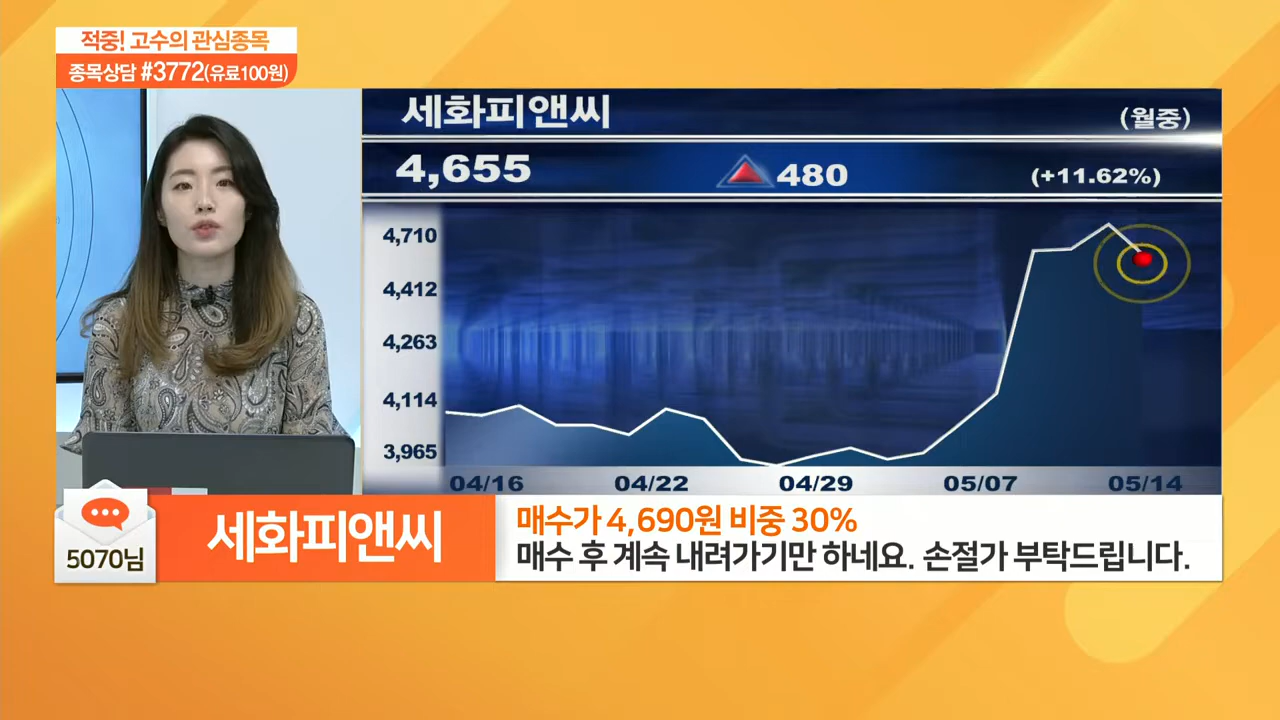 적중! 고수의 관심종목
종목상담 #3772(유료100원)
세화피앤씨
(월중)
4,655
480
(+11.62%)
4,710
4,412
4,263
4,114
3,965
04/16
04/22
04/29
05/07
05/14
5070님
세화피앤씨
매수가 4,690원 비중 30%
매수 후 계속 내려가기만 하네요. 손절가 부탁드립니다.